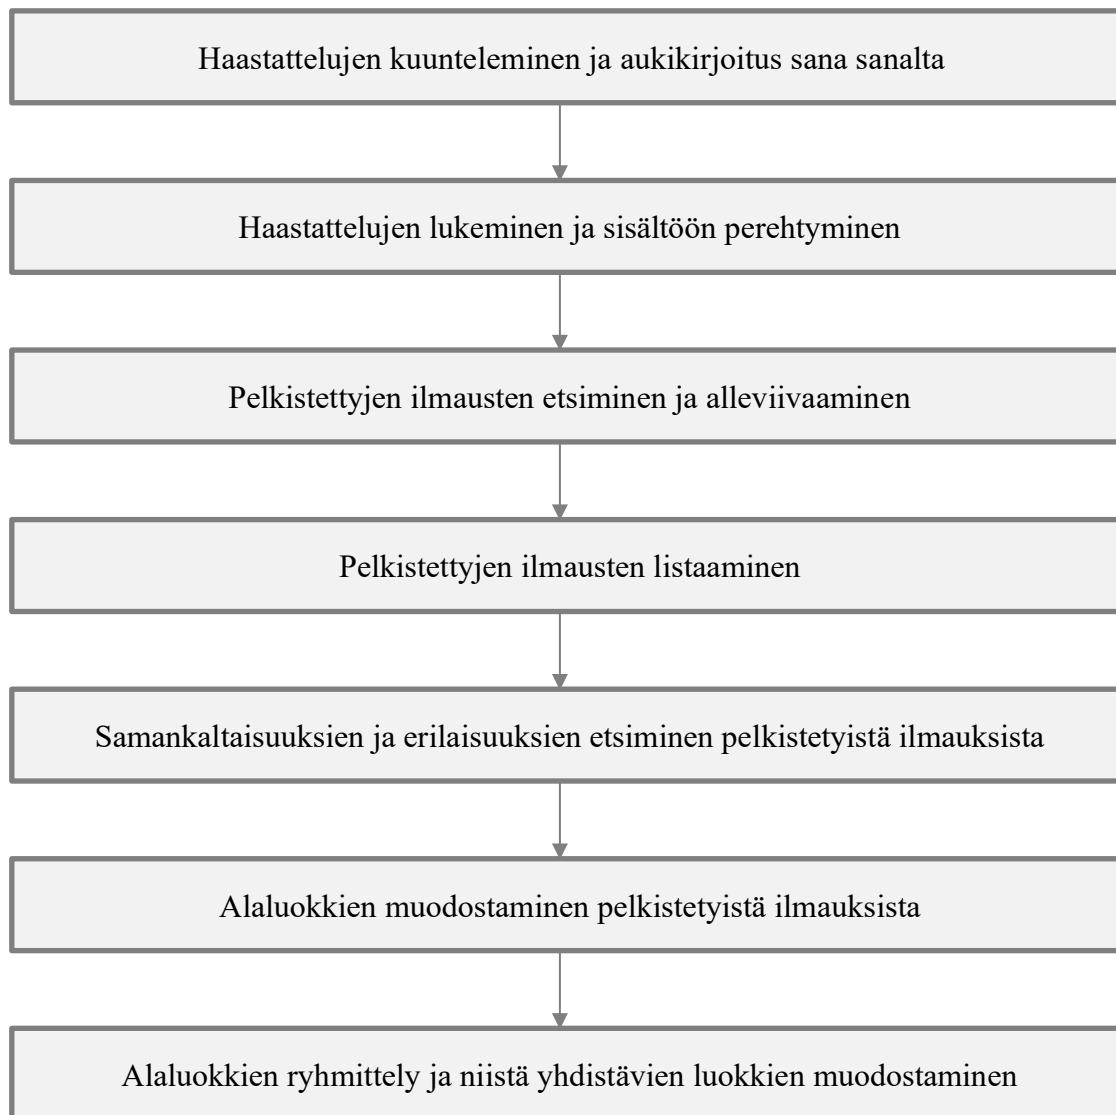 Haastattelujen kuunteleminen ja aukikirjoitus sana sanalta
Haastattelujen lukeminen ja sisältöön perehtyminen
Pelkistettyjen ilmausten etsiminen ja alleviivaaminen
Pelkistettyjen ilmausten listaaminen
Samankaltaisuuksien ja erilaisuuksien etsiminen pelkistetyistä ilmauksista
Alaluokkien muodostaminen pelkistetyistä ilmauksista
Alaluokkien ryhmittely ja niistä yhdistävien luokkien muodostaminen